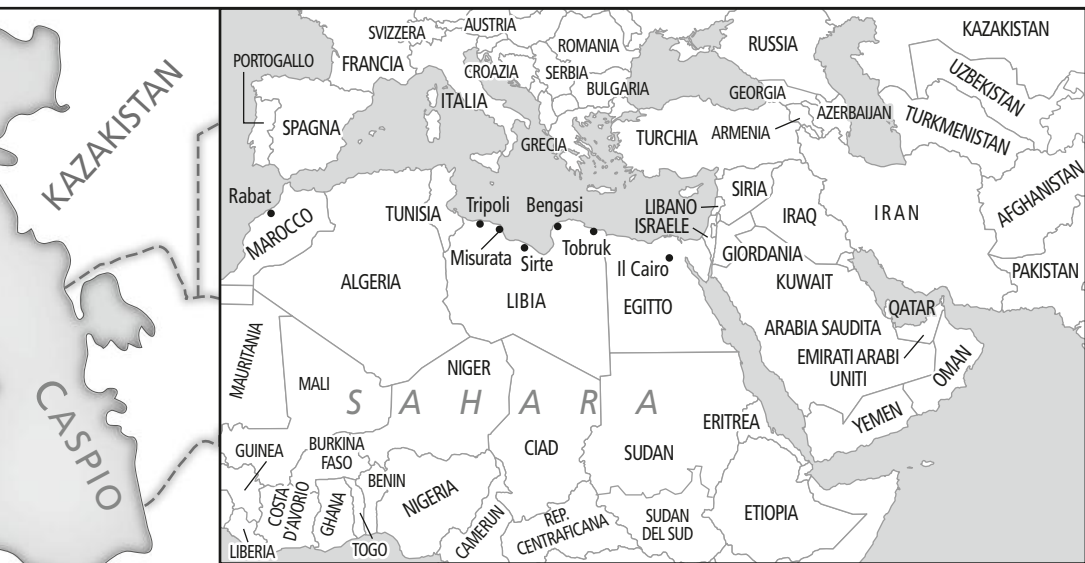 KAZAKISTAN
CASPIO
SVIZZERA
AUSTRIA
KAZAKISTAN
PORTOGALLO
FRANCIA
ROMANIA
RUSSIA
CROAZIA
SERBIA
UZBEKISTAN
BULGARIA
GEORGIA
ITALIA
AZERBAIJAN
TURKMENISTAN
SPAGNA
TURCHIA
ARMENIA
GRECIA
AFGHANISTAN
SIRIA
Rabat
MAROCCO
TUNISIA
Tripoli
Bengasi
LIBANO
IRAQ
IRAN
ISRAELE
Misurata
Sirte
Tobruk
GIORDANIA
Il Cairo
PAKISTAN
ALGERIA
KUWAIT
LIBIA
EGITTO
QATAR
ARABIA SAUDITA
MAURITANIA
EMIRATI ARABI
UNITI
OMAN
NIGER
MALI
SAHARA
YEMEN
ERITREA
GUINEA
BURKINA
FASO
CIAD
SUDAN
BENIN
NIGERIA
COSTA
D'AVORIO
GHANA
CAMERUN
REP.
CENTRAFICANA
SUDAN
DEL SUD
ETIOPIA
LIBERIA
TOGO